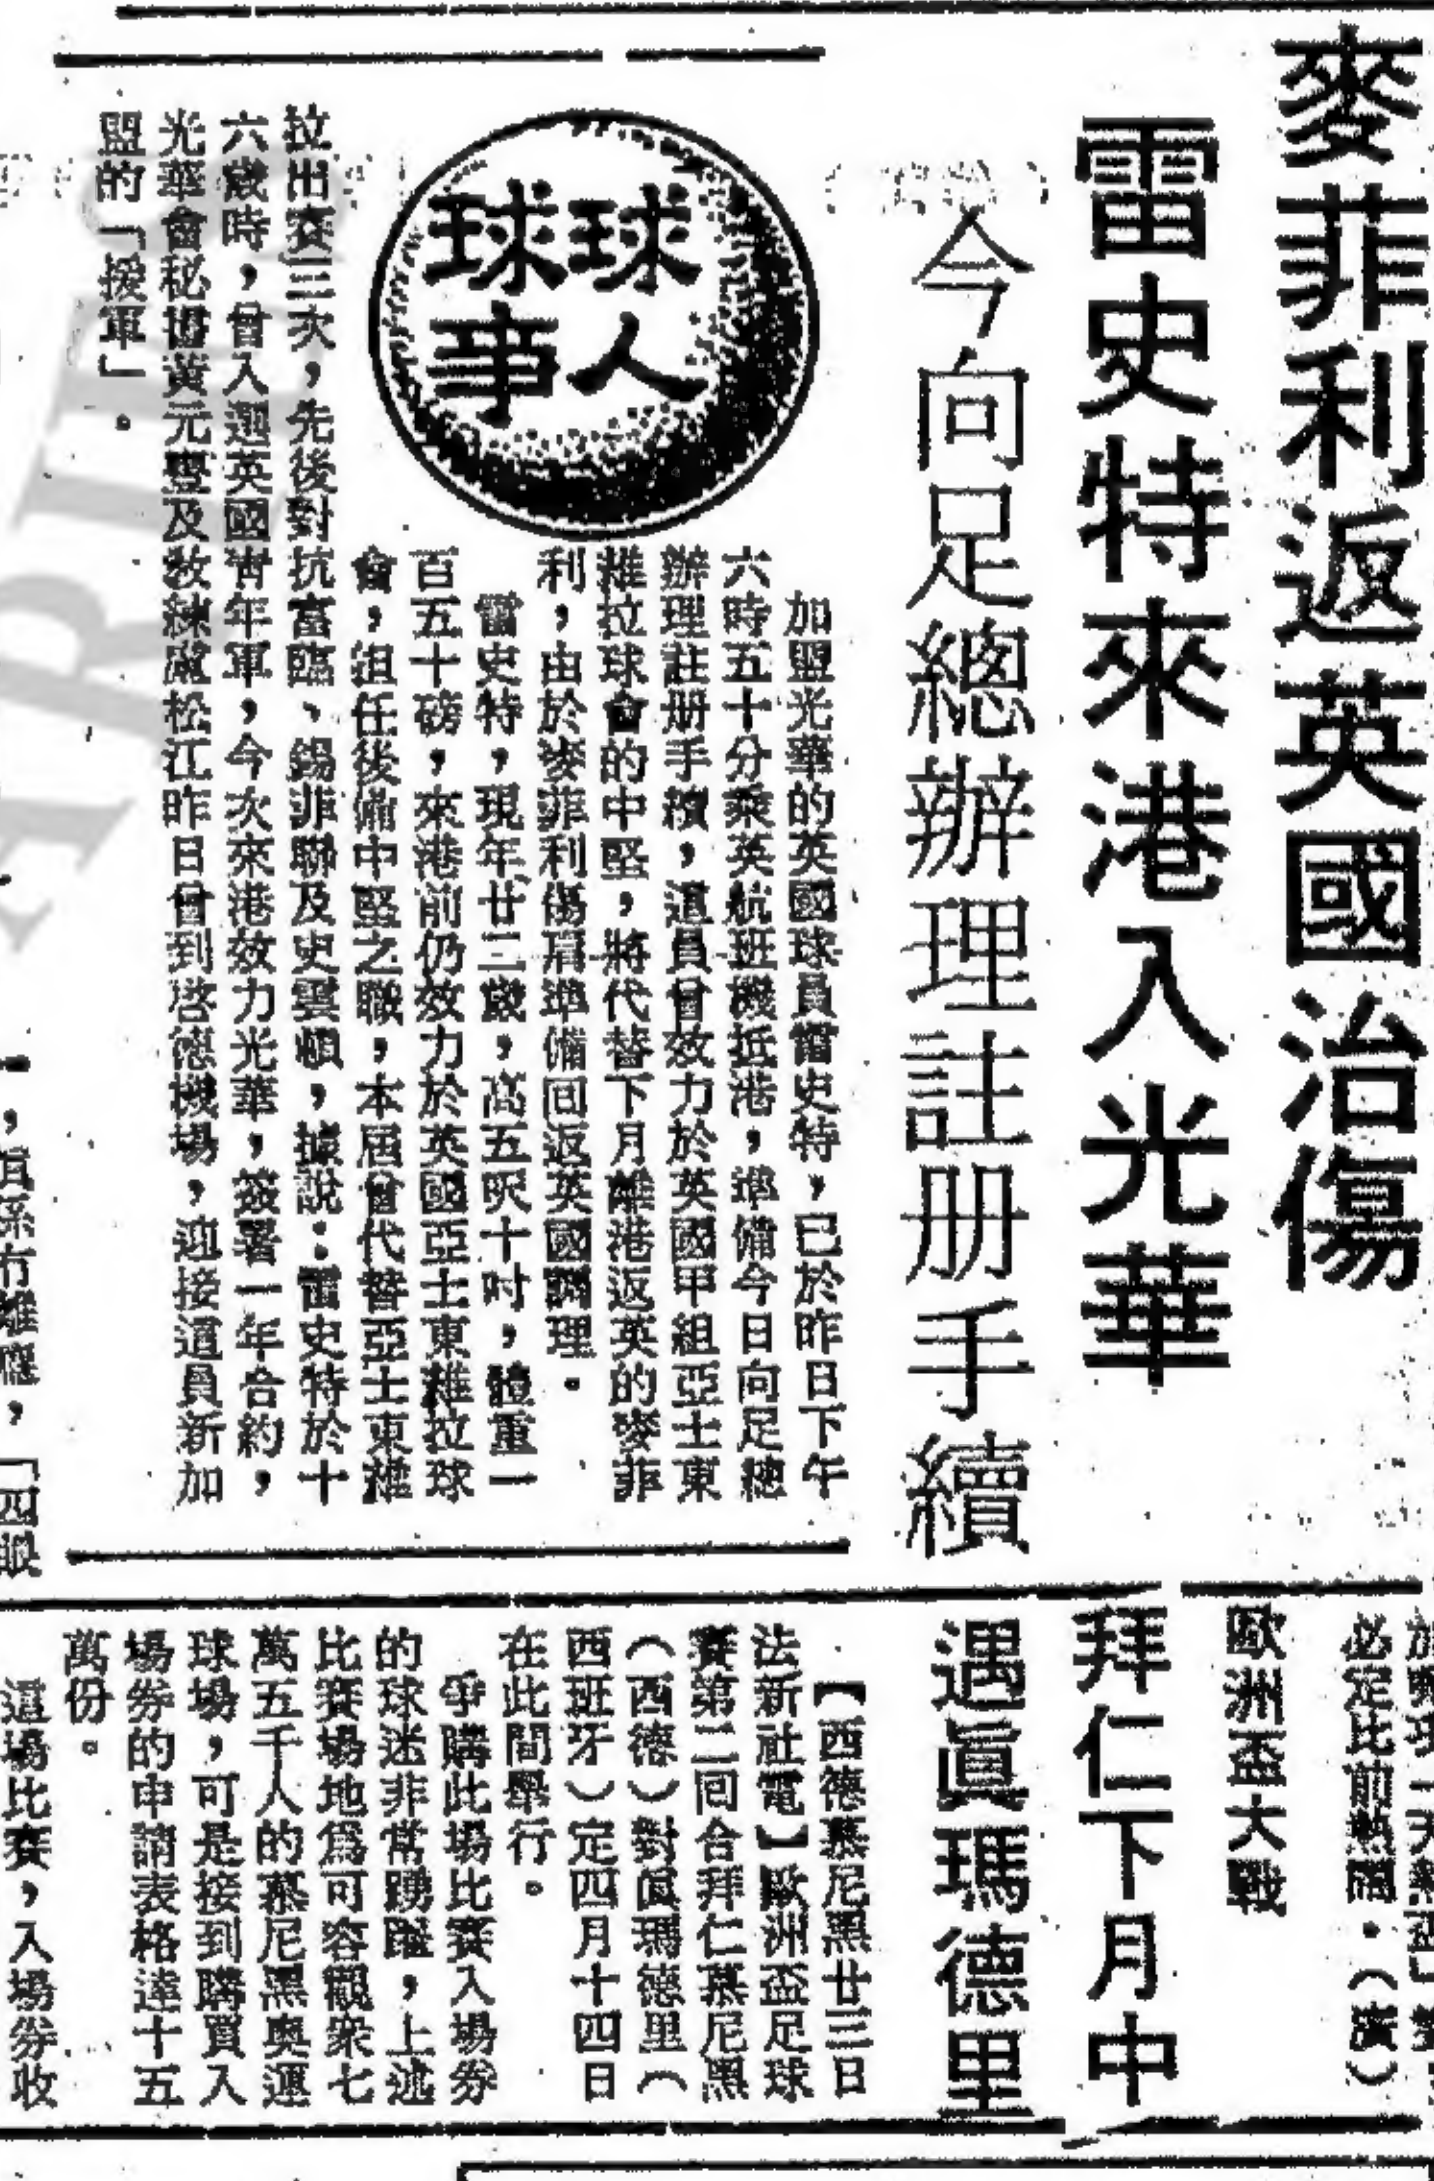 麥菲利返英國治傷
雷史特來港入光華
今向足總辦理註册手續
球人
球事
加盟光華的英國球員雷史特，已於昨日下午
六時五十分乘英航班機抵港，準備今日向足總
辦理註册手續，這員曾效力於英國甲組亞士東
維拉球會的中堅，將代替下月離港返英的麥菲
利，由於麥菲利傷肩準備回返英國調理。
雷史特，現年廿三歲，高五呎十吋，體重一
百五十磅，來港前仍效力於英國亞士東維拉球
會，担任後備中堅之職，本屆曾代替亞士東維
拉出賽三次，先後對抗富臨、錫菲聯及史雲頓，據說：雷史特於十
六歲時，曾入選英國青年軍，今次來港效力光華，簽署一年合約，
光華會秘書黃元豐及教練盧松江昨日曾到啓德機場，迎接這員新加
盟的「援軍」。
必定比前熱鬧。（廣）
歐洲盃大戰
拜仁下月中
遇眞瑪德里
【西德慕尼黑廿三日
法新社電】歐洲盃足球
賽第二回合拜仁慕尼黑
（西德）對眞瑪德里（
西班牙）定四月十四日
在此間舉行。
爭購此場比賽入場券
的球迷非常踴躍，上述
比賽場地爲可容觀衆七
萬五千人的慕尼黑奧運
球場，可是接到購買入
場券的申請表格達十五
萬份。
這場比賽，入場券收